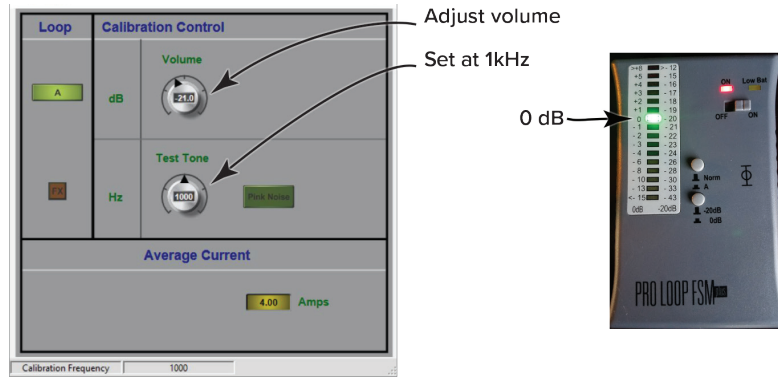 Loop
Calibration Control
Volume
A
dB
-21.0
Test Tone
FX
Hz
1000
Pink Noise
Average Current
4.00 Amps
Calibration Frequency
1000
Adjust volume
Set at 1kHz
0 dB
>+6 >- 12
+5 - 15
+4 - 16
+3 - 17
+2 - 18
+1 - 19
0 - 20
- 1 - 21
- 2 - 22
- 3 - 23
- 4 - 24
- 6 - 26
- 8 - 28
- 10 - 30
- 13 - 33
<- 15 - 43
0dB -20dB
ON Low Bat
OFF ON
Norm
A
-20dB
0dB
PRO LOOP FSM